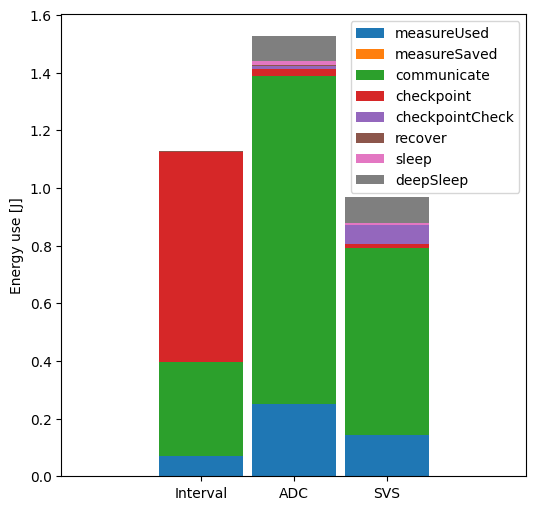 1.6
1.4
1.2
1.0
0.8
0.6
0.4
0.2
0.0
Energy use [J]
Interval
ADC
SVS
measureUsed
measureSaved
communicate
checkpoint
checkpointCheck
recover
sleep
deepSleep